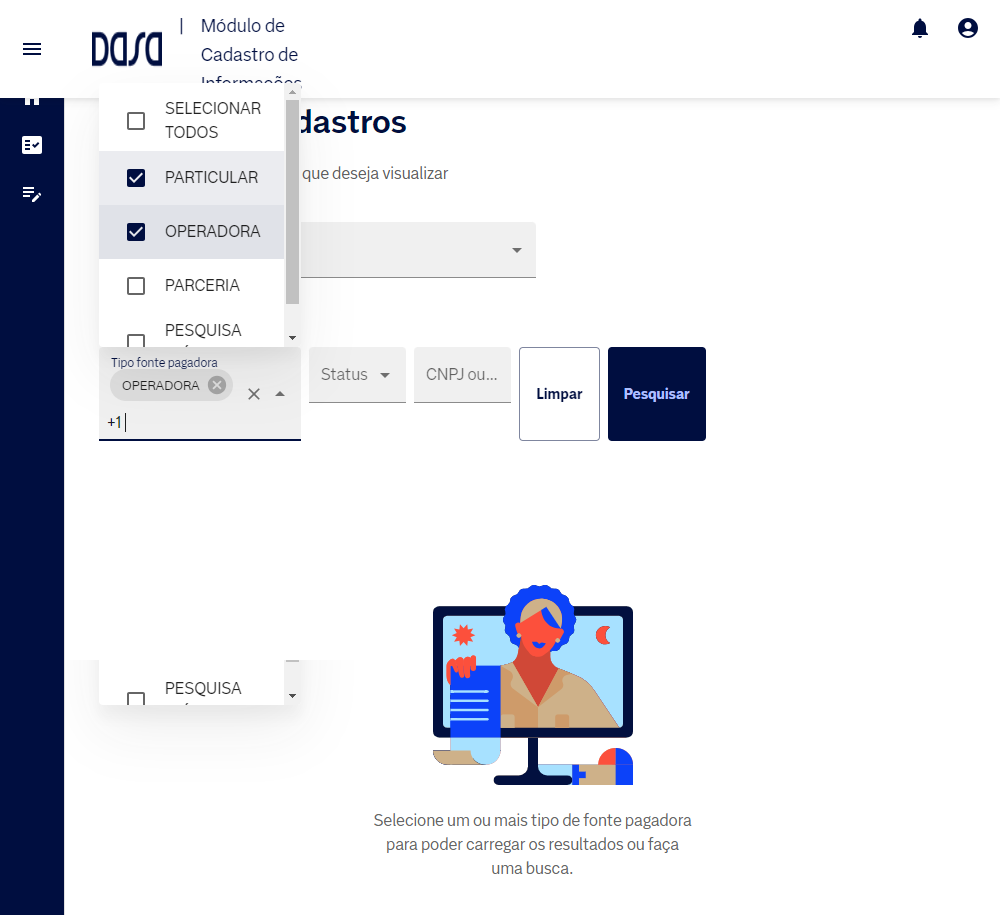 Dasa
| Módulo de
Cadastro de
Informações
SELECIONAR
TODOS
PARTICULAR
OPERADORA
PARCERIA
PESQUISA
dastros
que deseja visualizar
Tipo fonte pagadora
OPERADORA
+1
Status
CNPJ ou...
Limpar
Pesquisar
PESQUISA
Selecione um ou mais tipo de fonte pagadora
para poder carregar os resultados ou faça
uma busca.